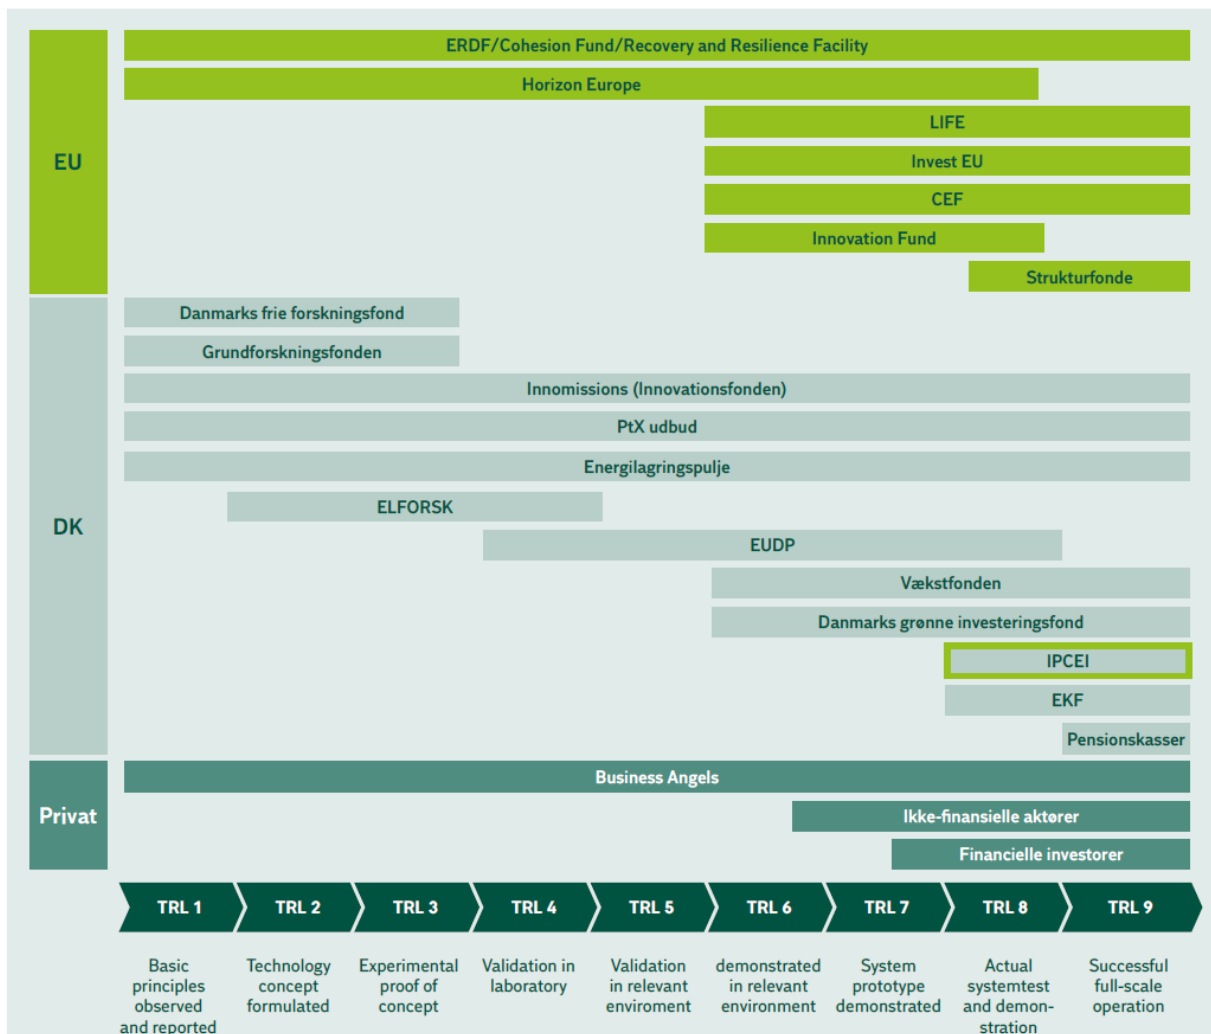 EU
ERDF/Cohesion Fund/Recovery and Resilience Facility
Horizon Europe
LIFE
Invest EU
CEF
Innovation Fund
Strukturfonde
DK
Danmarks frie forskningsfond
Grundforskningsfonden
Innomissions (Innovationsfonden)
PtX udbud
Energilagringspulje
ELFORSK
EUDP
Vækstfonden
Danmarks grønne investeringsfond
IPCEI
EKF
Pensionskasser
Privat
Business Angels
Ikke-finansielle aktører
Financielle investorer
TRL 1
TRL 2
TRL 3
TRL 4
TRL 5
TRL 6
TRL 7
TRL 8
TRL 9
Basic
principles
observed
and reported
Technology
concept
formulated
Experimental
proof of
concept
Validation in
laboratory
Validation
in relevant
enviroment
demonstrated
in relevant
environment
System
prototype
demonstrated
Actual
systemtest
and demon-
stration
Successful
full-scale
operation